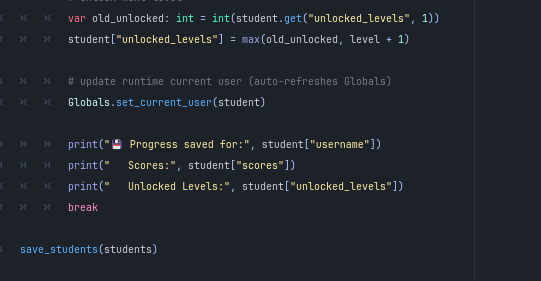 var old_unlocked: int = int(student.get("unlocked_levels", 1))
student["unlocked_levels"] = max(old_unlocked, level + 1)
# update runtime current user (auto-refreshes Globals)
Globals.set_current_user(student)
print("💾 Progress saved for:", student["username"])
print("   Scores:", student["scores"])
print("   Unlocked Levels:", student["unlocked_levels"])
break
save_students(students)